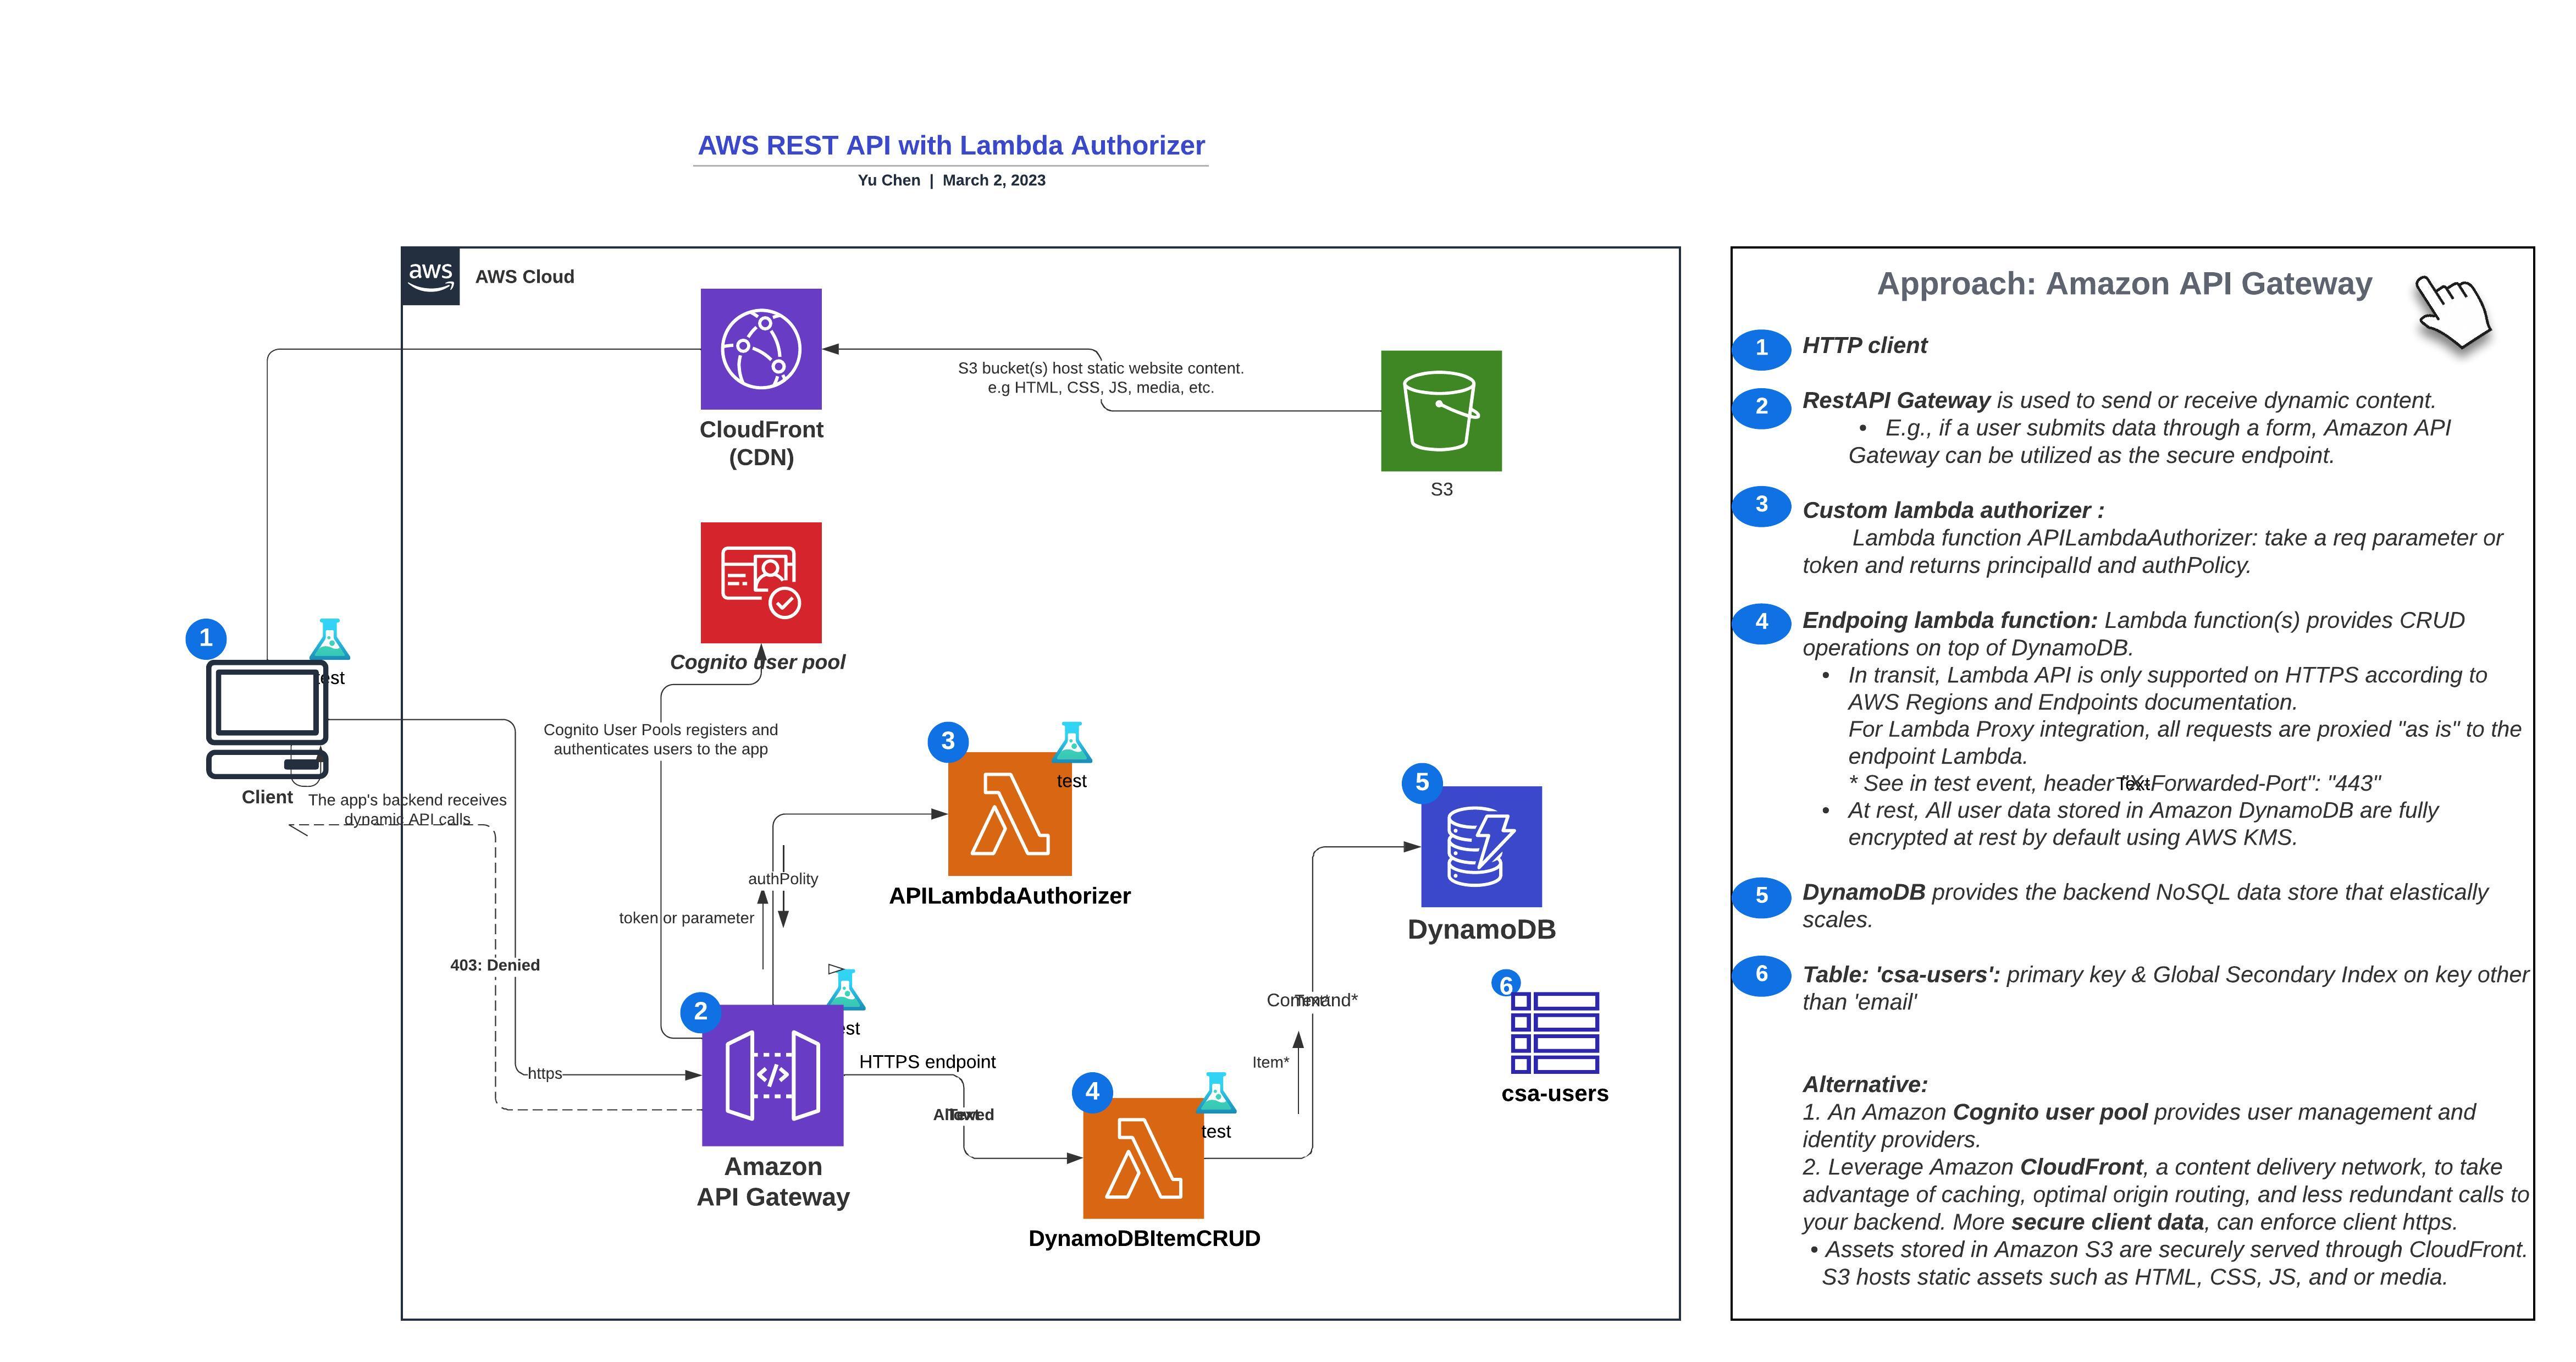 AWS REST API with Lambda Authorizer
Yu Chen | March 2, 2023
aws
AWS Cloud
CloudFront
(CDN)
S3 bucket(s) host static website content.
e.g HTML, CSS, JS, media, etc.
S3
Cognito user pool
Cognito User Pools registers and
authenticates users to the app
1
test
Client
The app's backend receives
dynamic API calls
403: Denied
https
3
test
APILambdaAuthorizer
authPolity
token or parameter
2
test
Amazon
API Gateway
HTTPS endpoint
Allowed
Text
4
test
DynamoDBItemCRUD
Item*
Command*
Text*
5
DynamoDB
6
csa-users
Approach: Amazon API Gateway
1 HTTP client
2 RestAPI Gateway is used to send or receive dynamic content.
• E.g., if a user submits data through a form, Amazon API
Gateway can be utilized as the secure endpoint.
3 Custom lambda authorizer :
Lambda function APILambdaAuthorizer: take a req parameter or
token and returns principalId and authPolicy.
4 Endpoing lambda function: Lambda function(s) provides CRUD
operations on top of DynamoDB.
• In transit, Lambda API is only supported on HTTPS according to
AWS Regions and Endpoints documentation.
For Lambda Proxy integration, all requests are proxied "as is" to the
endpoint Lambda.
* See in test event, header "X-Forwarded-Port": "443"
Text
• At rest, All user data stored in Amazon DynamoDB are fully
encrypted at rest by default using AWS KMS.
5 DynamoDB provides the backend NoSQL data store that elastically
scales.
6 Table: 'csa-users': primary key & Global Secondary Index on key other
than 'email'
Alternative:
1. An Amazon Cognito user pool provides user management and
identity providers.
2. Leverage Amazon CloudFront, a content delivery network, to take
advantage of caching, optimal origin routing, and less redundant calls to
your backend. More secure client data, can enforce client https.
• Assets stored in Amazon S3 are securely served through CloudFront.
S3 hosts static assets such as HTML, CSS, JS, and or media.